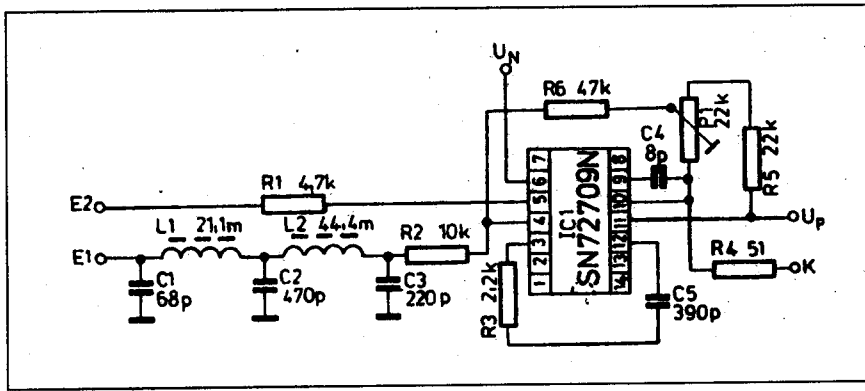 U_N
R6 47k
P1 22k
C4 8p
R5 22k
7 8
6 9
5 10
4 11
3 12
2 13
1 14
IC1
SN72709N
E2
R1 4,7k
L1 21,1m
L2 44,4m
R2 10k
U_P
E1
R4 51
K
C1 68p
C2 470p
C3 220p
R3 2,2k
C5 390p